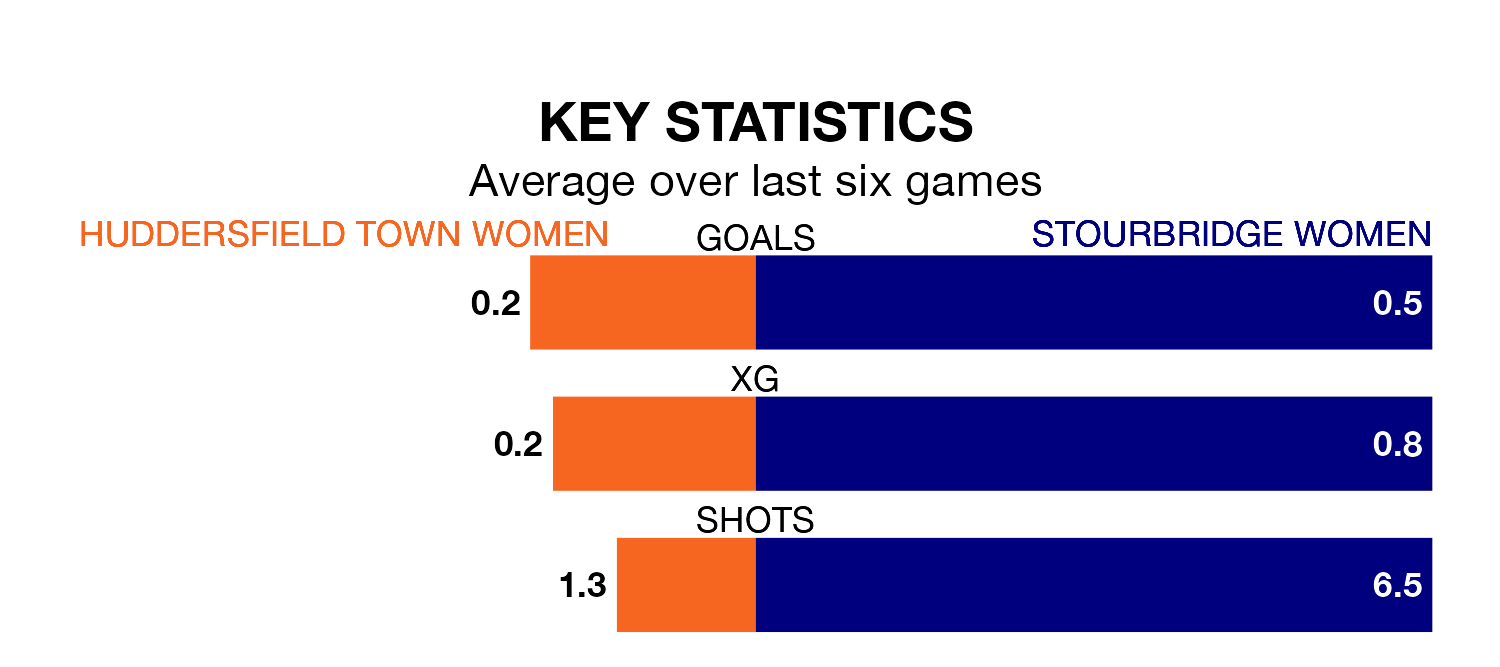 KEY STATISTICS
Average over last six games
HUDDERSFIELD TOWN WOMEN GOALS STOURBRIDGE WOMEN
0.2 0.5
XG
0.2 0.8
SHOTS
1.3 6.5